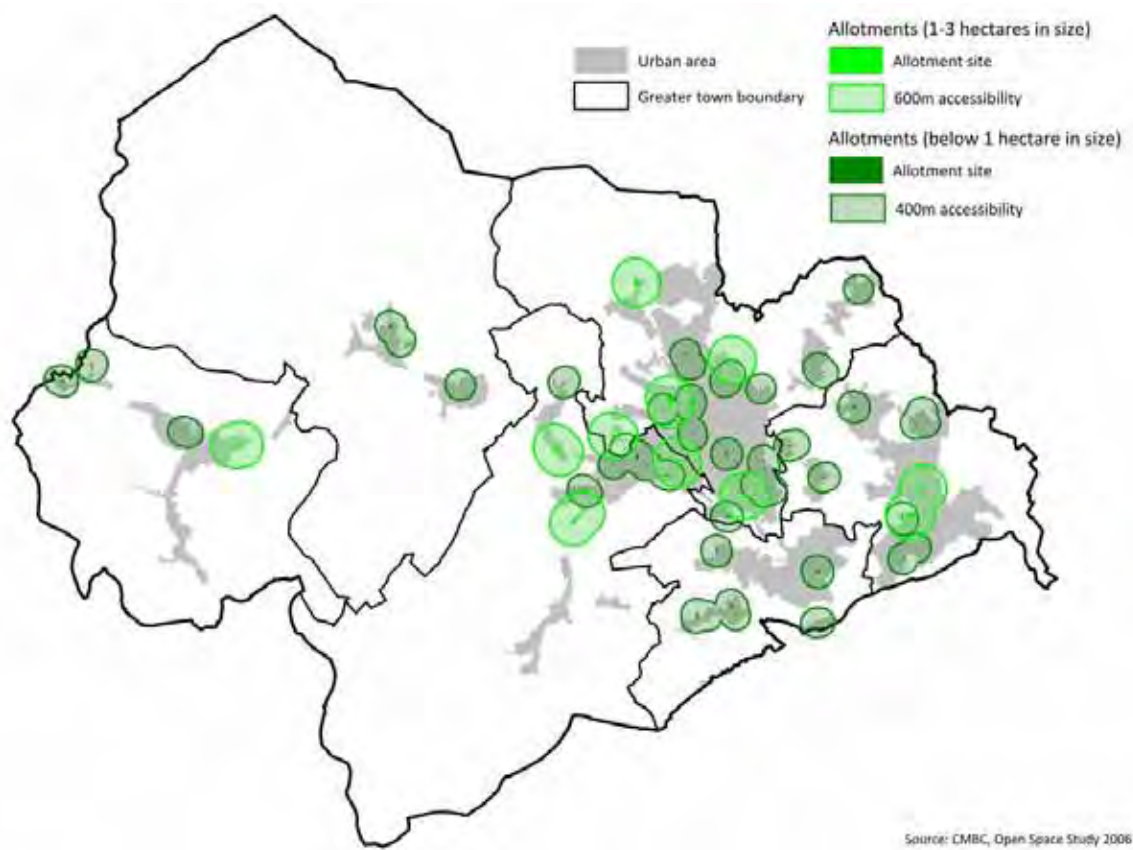 Allotments (1-3 hectares in size)
Urban area
Allotment site
Greater town boundary
600m accessibility
Allotments (below 1 hectare in size)
Allotment site
400m accessibility
Source: CMBC, Open Space Study 2006